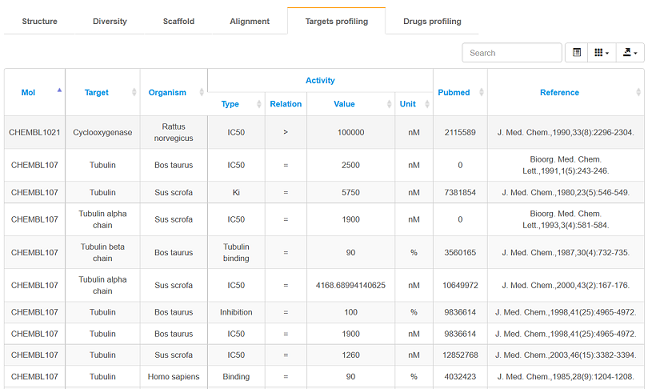 Structure Diversity Scaffold Alignment Targets profiling Drugs profiling
Search
Activity
Mol Target Organism Pubmed Reference
Type Relation Value Unit
CHEMBL1021 Cyclooxygenase Rattus norvegicus IC50 > 100000 nM 2115589 J. Med. Chem.,1990,33(8):2296-2304.
CHEMBL107 Tubulin Bos taurus IC50 = 2500 nM 0 Bioorg. Med. Chem. Lett.,1991,1(5):243-246.
CHEMBL107 Tubulin Sus scrofa Ki = 5750 nM 7381854 J. Med. Chem.,1980,23(5):546-549.
CHEMBL107 Tubulin alpha chain Sus scrofa IC50 = 1900 nM 0 Bioorg. Med. Chem. Lett.,1993,3(4):581-584.
CHEMBL107 Tubulin beta chain Bos taurus Tubulin binding = 90 % 3560165 J. Med. Chem.,1987,30(4):732-735.
CHEMBL107 Tubulin alpha chain Sus scrofa IC50 = 4168.68994140625 nM 10649972 J. Med. Chem.,2000,43(2):167-176.
CHEMBL107 Tubulin Bos taurus Inhibition = 100 % 9836614 J. Med. Chem.,1998,41(25):4965-4972.
CHEMBL107 Tubulin Bos taurus IC50 = 1900 nM 9836614 J. Med. Chem.,1998,41(25):4965-4972.
CHEMBL107 Tubulin Sus scrofa IC50 = 1260 nM 12852768 J. Med. Chem.,2003,46(15):3382-3394.
CHEMBL107 Tubulin Homo sapiens Binding = 90 % 4032423 J. Med. Chem.,1985,28(9):1204-1208.